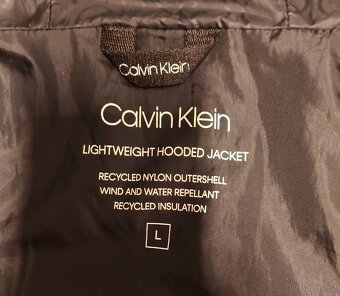 Calvin Klein
Calvin Klein
LIGHTWEIGHT HOODED JACKET
RECYCLED NYLON OUTERSHELL
WIND AND WATER REPELLANT
RECYCLED INSULATION
L